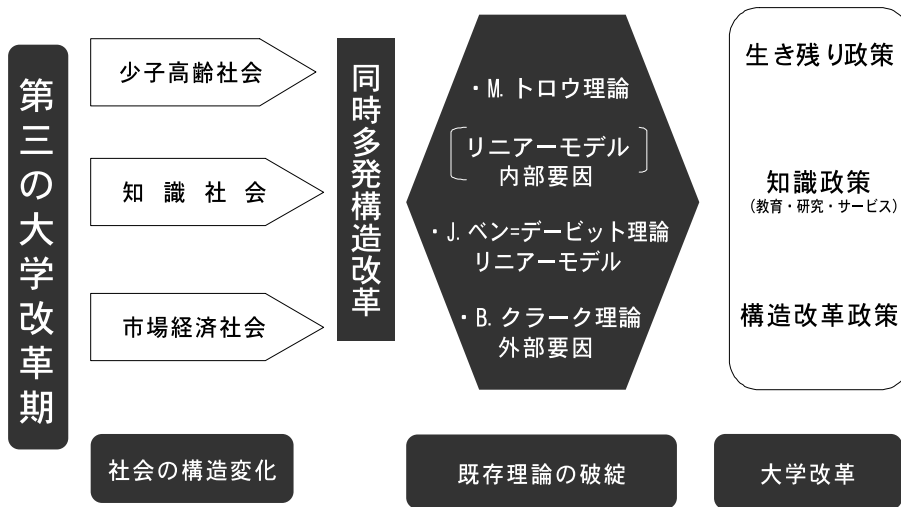 第三の大学改革期
少子高齢社会
知識社会
市場経済社会
同時多発構造改革
・M. トロウ理論
リニアーモデル
内部要因
・J. ベン=デービット理論
リニアーモデル
・B. クラーク理論
外部要因
生き残り政策
知識政策
(教育・研究・サービス)
構造改革政策
社会の構造変化
既存理論の破綻
大学改革